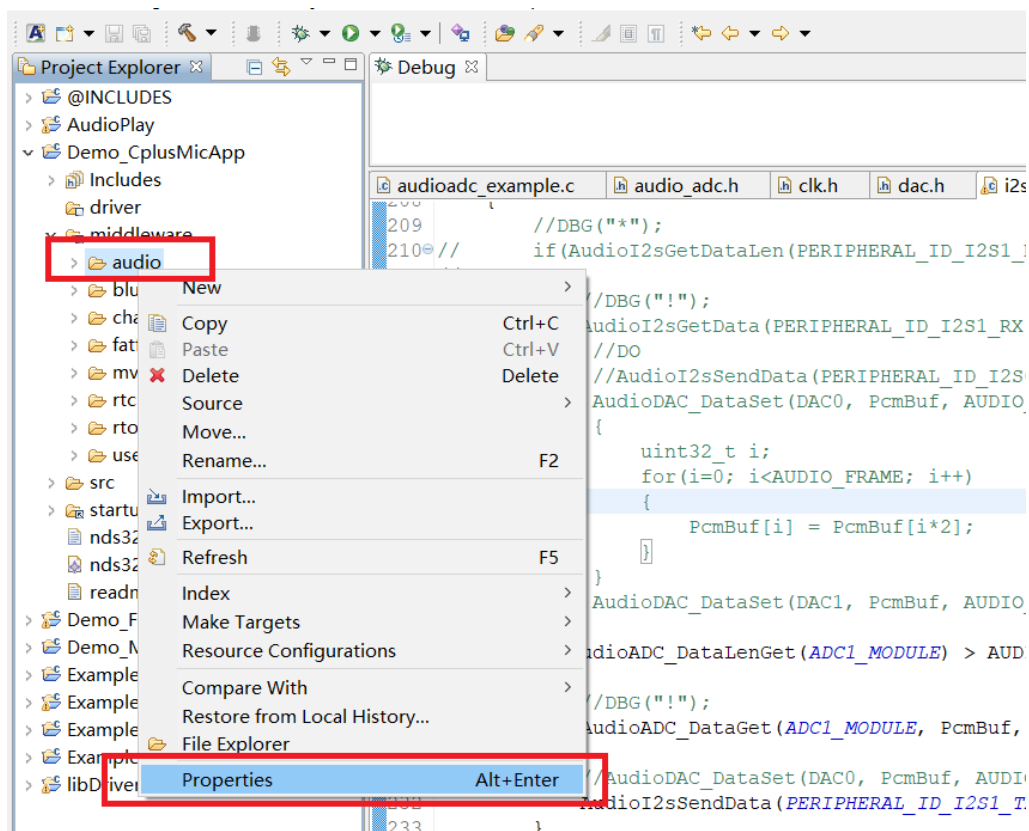 Project Explorer
Debug
@INCLUDES
AudioPlay
Demo_CplusMicApp
Includes
driver
middleware
audio
src
audioadc_example.c
audio_adc.h
clk.h
dac.h
New
Copy Ctrl+C
Paste Ctrl+V
Delete Delete
Source
Move...
Rename... F2
Import...
Export...
Refresh F5
Index
Make Targets
Resource Configurations
Compare With
Restore from Local History...
File Explorer
Properties Alt+Enter
209 //DBG("*");
210 // if(AudioI2sGetDataLen(PERIPHERAL_ID_I2S1_
//DBG("!");
AudioI2sGetData(PERIPHERAL_ID_I2S1_RX
//DO
//AudioI2sSendData(PERIPHERAL_ID_I2S
AudioDAC_DataSet(DAC0, PcmBuf, AUDIO
{
uint32_t i;
for(i=0; i<AUDIO_FRAME; i++)
{
PcmBuf[i] = PcmBuf[i*2];
}
}
AudioDAC_DataSet(DAC1, PcmBuf, AUDIO
udioADC_DataLenGet(ADC1_MODULE) > AUD
//DBG("!");
AudioADC_DataGet(ADC1_MODULE, PcmBuf,
//AudioDAC_DataSet(DAC0, PcmBuf, AUDI
AudioI2sSendData(PERIPHERAL_ID_I2S1_T
233 }